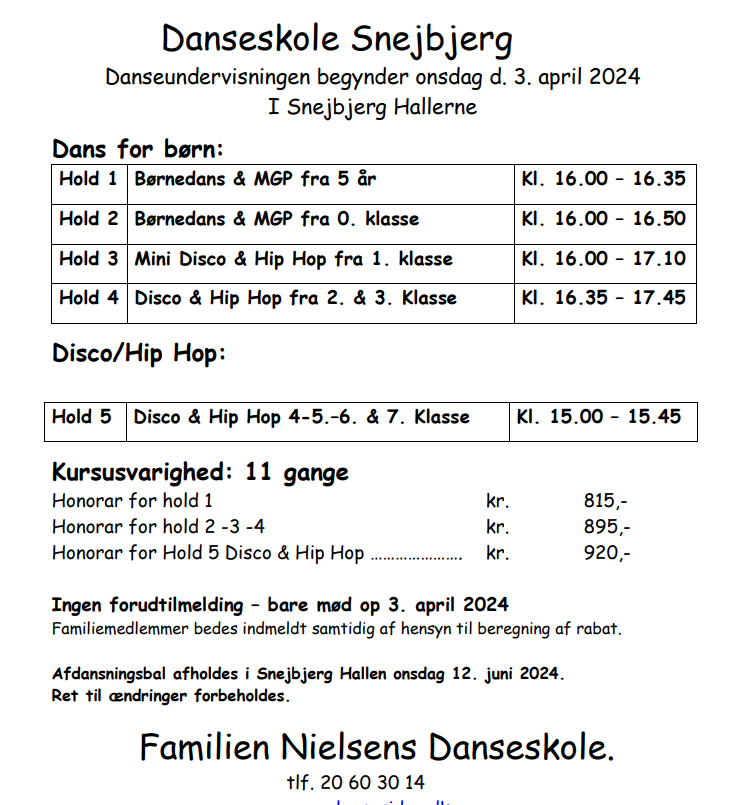 Danseskole Snejbjerg
Danseundervisningen begynder onsdag d. 3. april 2024
I Snejbjerg Hallerne
Dans for børn:
Hold 1 Børnedans & MGP fra 5 år Kl. 16.00 – 16.35
Hold 2 Børnedans & MGP fra 0. klasse Kl. 16.00 – 16.50
Hold 3 Mini Disco & Hip Hop fra 1. klasse Kl. 16.00 – 17.10
Hold 4 Disco & Hip Hop fra 2. & 3. Klasse Kl. 16.35 – 17.45
Disco/Hip Hop:
Hold 5 Disco & Hip Hop 4-5.–6. & 7. Klasse Kl. 15.00 – 15.45
Kursusvarighed: 11 gange
Honorar for hold 1 kr. 815,-
Honorar for hold 2 -3 -4 kr. 895,-
Honorar for Hold 5 Disco & Hip Hop …………………. kr. 920,-
Ingen forudtilmelding – bare mød op 3. april 2024
Familiemedlemmer bedes indmeldt samtidig af hensyn til beregning af rabat.
Afdansningsbal afholdes i Snejbjerg Hallen onsdag 12. juni 2024.
Ret til ændringer forbeholdes.
Familien Nielsens Danseskole.
tlf. 20 60 30 14